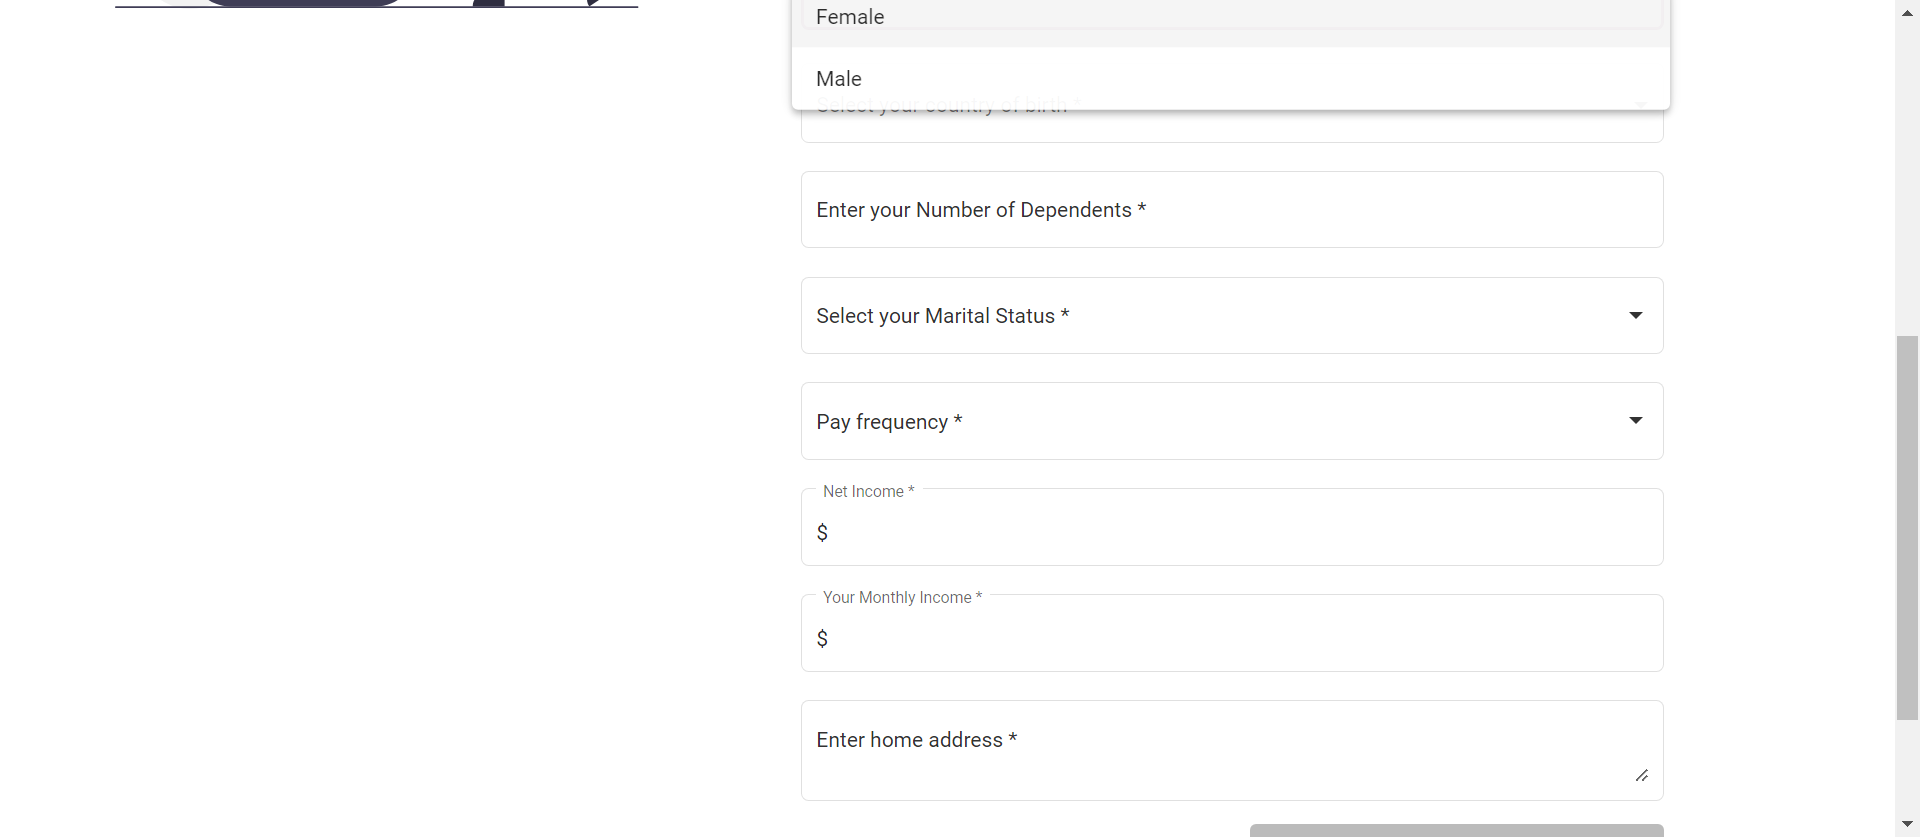 Female
Male
Select your country of birth *
Enter your Number of Dependents *
Select your Marital Status *
Pay frequency *
Net Income *
$
Your Monthly Income *
$
Enter home address *